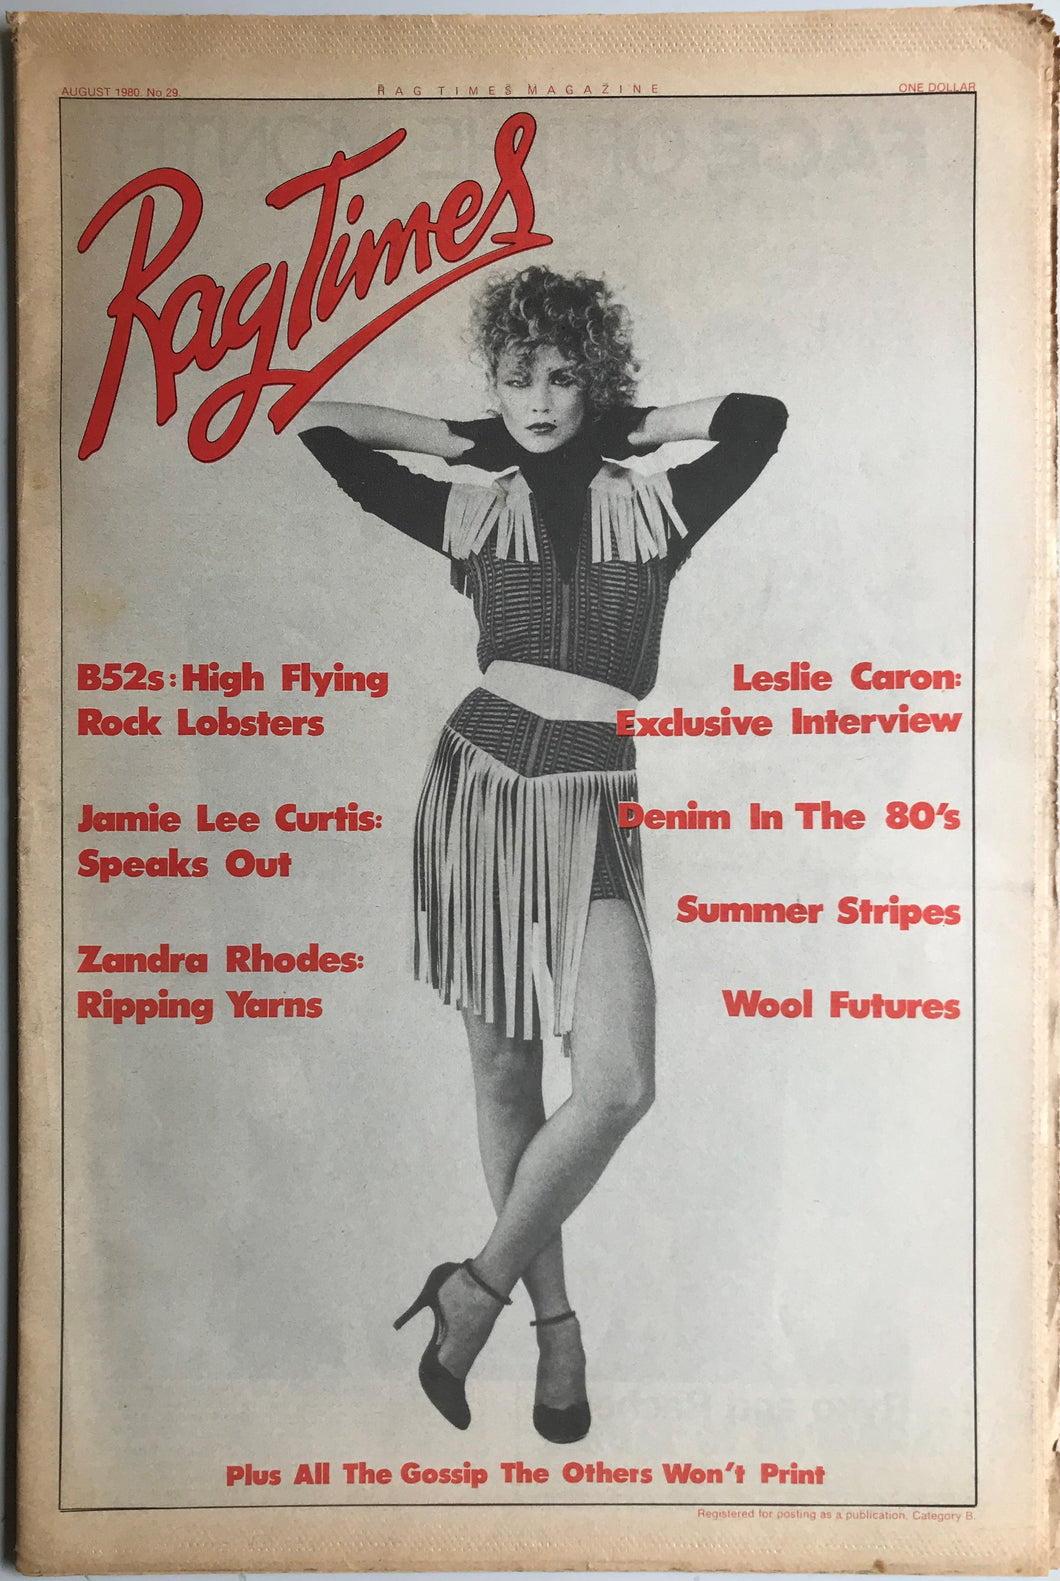 AUGUST 1980. No 29.
RAG TIMES MAGAZINE
ONE DOLLAR
RagTimes
B52s: High Flying
Rock Lobsters
Jamie Lee Curtis:
Speaks Out
Zandra Rhodes:
Ripping Yarns
Leslie Caron:
Exclusive Interview
Denim In The 80's
Summer Stripes
Wool Futures
Plus All The Gossip The Others Won't Print
Registered for posting as a publication. Category B.